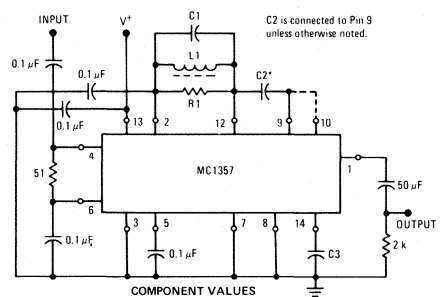 INPUT
V+
C1
C2 is connected to Pin 9
unless otherwise noted.
L1
0.1 μF
0.1 μF
C2*
R1
0.1 μF
13
2
12
9
10
4
MC1357
1
51
50 μF
6
OUTPUT
3
5
7
8
14
0.1 μF
0.1 μF
C3
2 k
COMPONENT VALUES